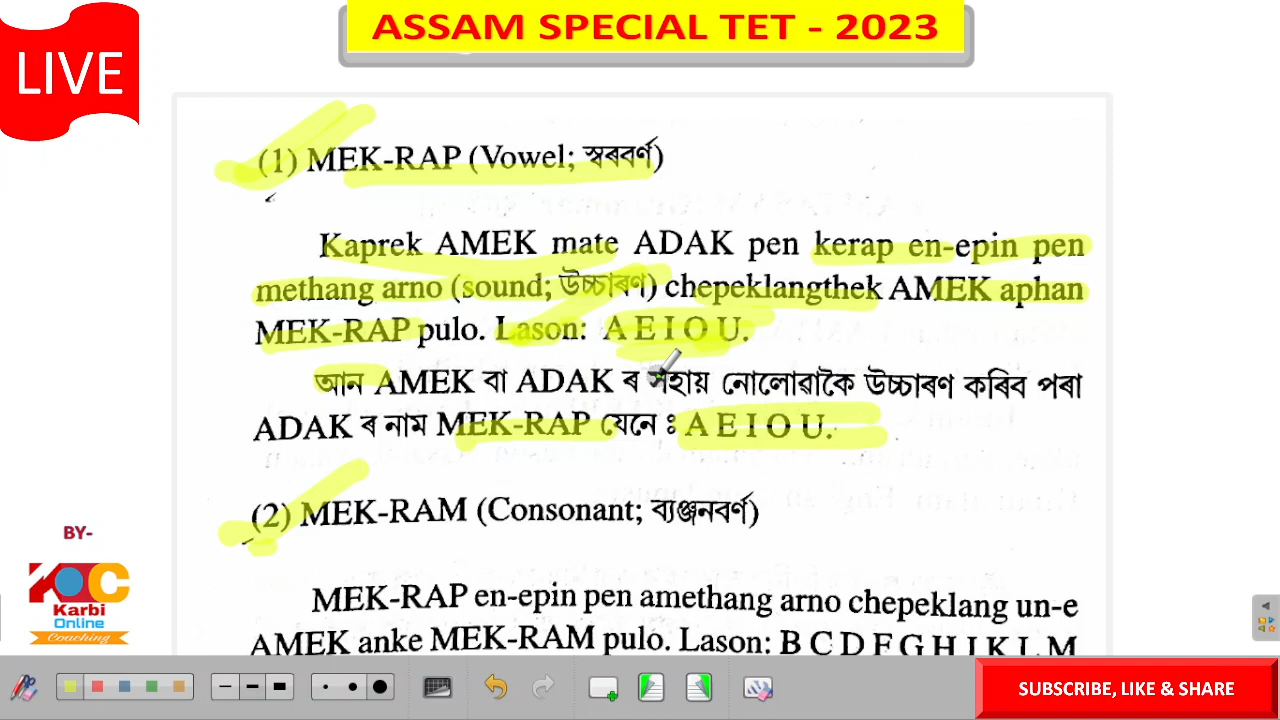 ASSAM SPECIAL TET - 2023
LIVE
(1) MEK-RAP (Vowel; স্বৰবৰ্ণ)
Kaprek AMEK mate ADAK pen kerap en-epin pen
methang arno (sound; উচ্চাৰণ) chepeklangthek AMEK aphan
MEK-RAP pulo. Lason: A E I O U.
আন AMEK বা ADAK ৰ সহায় নোলোৱাকৈ উচ্চাৰণ কৰিব পৰা
ADAK ৰ নাম MEK-RAP যেনে ঃ A E I O U.
(2) MEK-RAM (Consonant; ব্যঞ্জনবৰ্ণ)
MEK-RAP en-epin pen amethang arno chepeklang un-e
AMEK anke MEK-RAM pulo. Lason: B C D F G H J K L M
BY-
KOC
Karbi
Online
Coaching
SUBSCRIBE, LIKE & SHARE